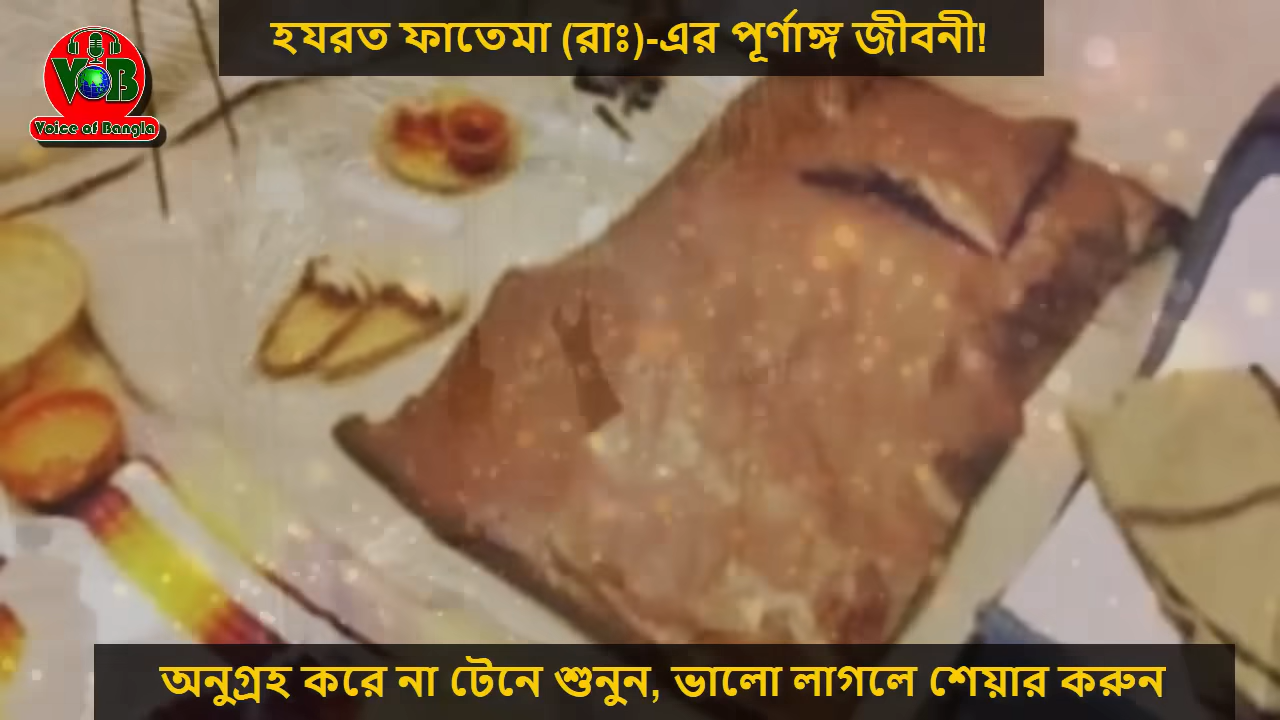 হযরত ফাতেমা (রাঃ)-এর পূর্ণাঙ্গ জীবনী!
VOB
Voice of Bangla
অনুগ্রহ করে না টেনে শুনুন, ভালো লাগলে শেয়ার করুন